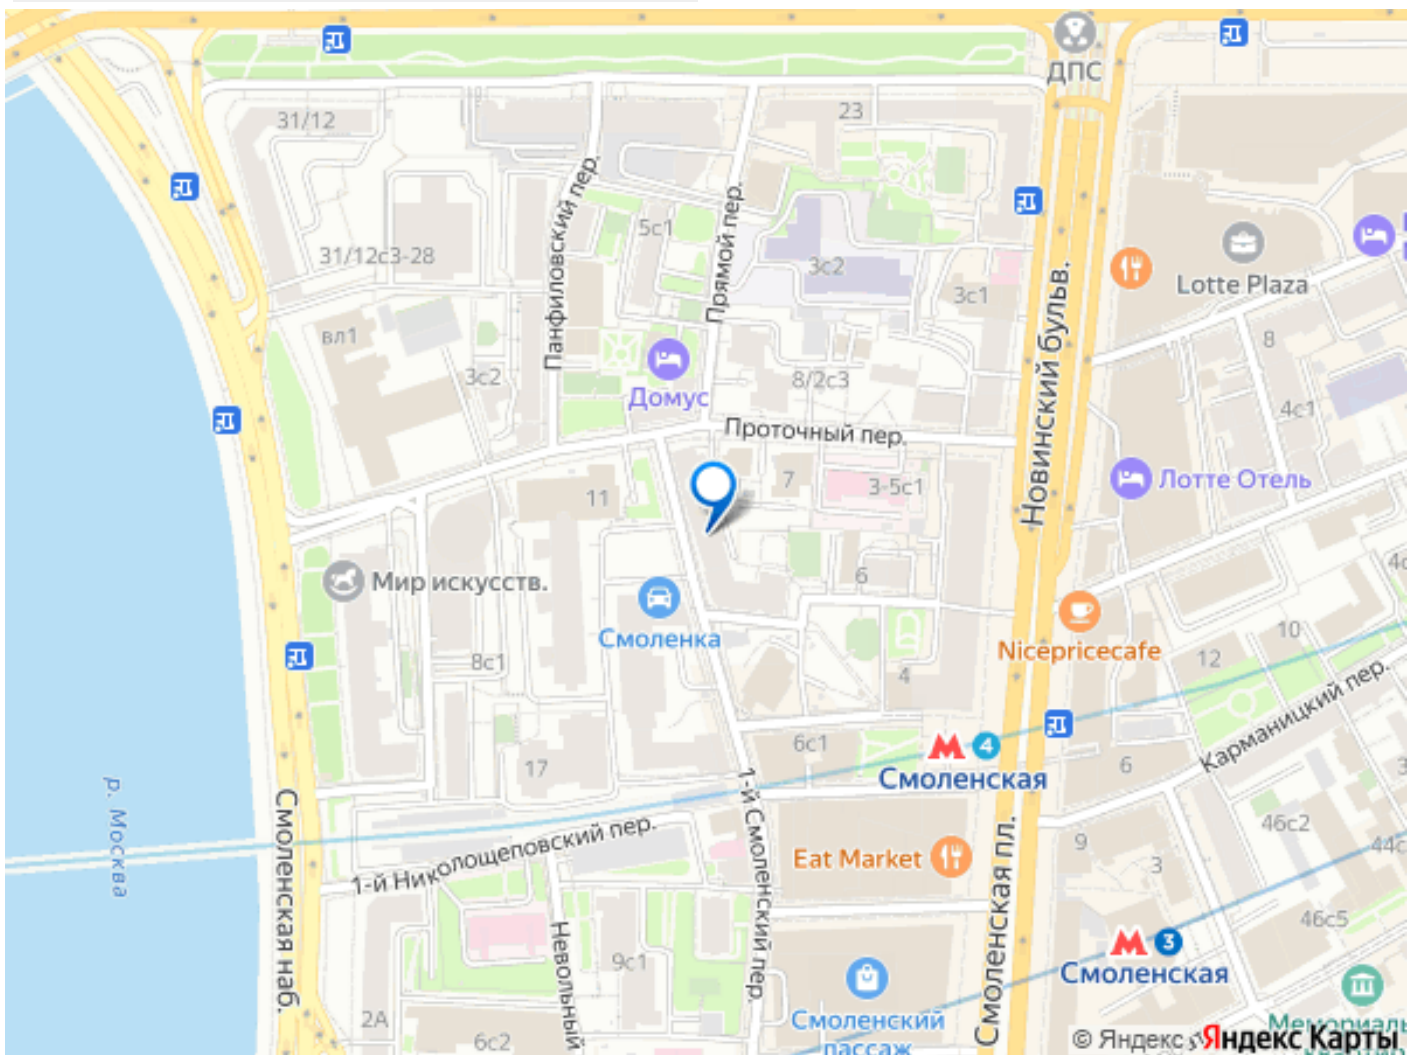 ДПС
31/12
23
5с1
Панфиловский пер.
Прямой пер.
31/12с3-28
3с2
3с1
Lotte Plaza
вл1
Новинский бульв.
8
3с2
8/2с3
Домус
4с1
Проточный пер.
7
3-5с1
Лотте Отель
11
Мир искусств.
6
Смоленка
Nicepricecafe
10
12
8с1
4
Карманицкий пер.
6с1
4
Смоленская
6
17
р. Москва
Смоленская наб.
1-й Смоленский пер.
Смоленская пл.
46с2
1-й Николощеповский пер.
Eat Market
9
3
44с
46с5
3
Смоленская
Невольный
9с1
2А
6с2
Смоленский
пассаж
© Яндекс
Яндекс Карты